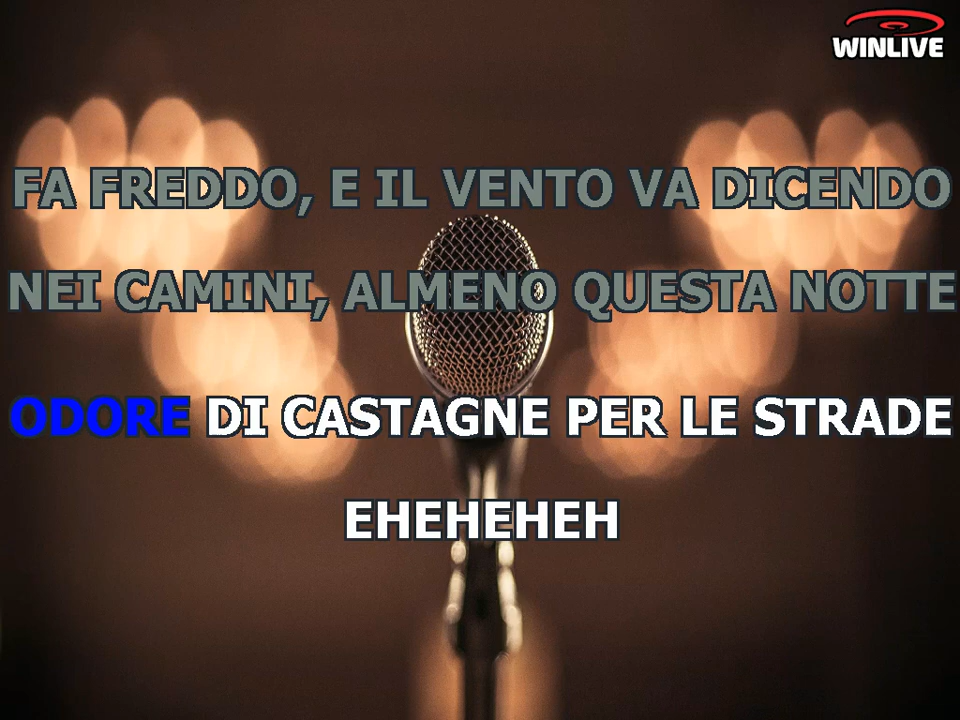 WINLIVE
FA FREDDO, E IL VENTO VA DICENDO
NEI CAMINI, ALMENO QUESTA NOTTE
ODORE DI CASTAGNE PER LE STRADE
EHEHEHEH